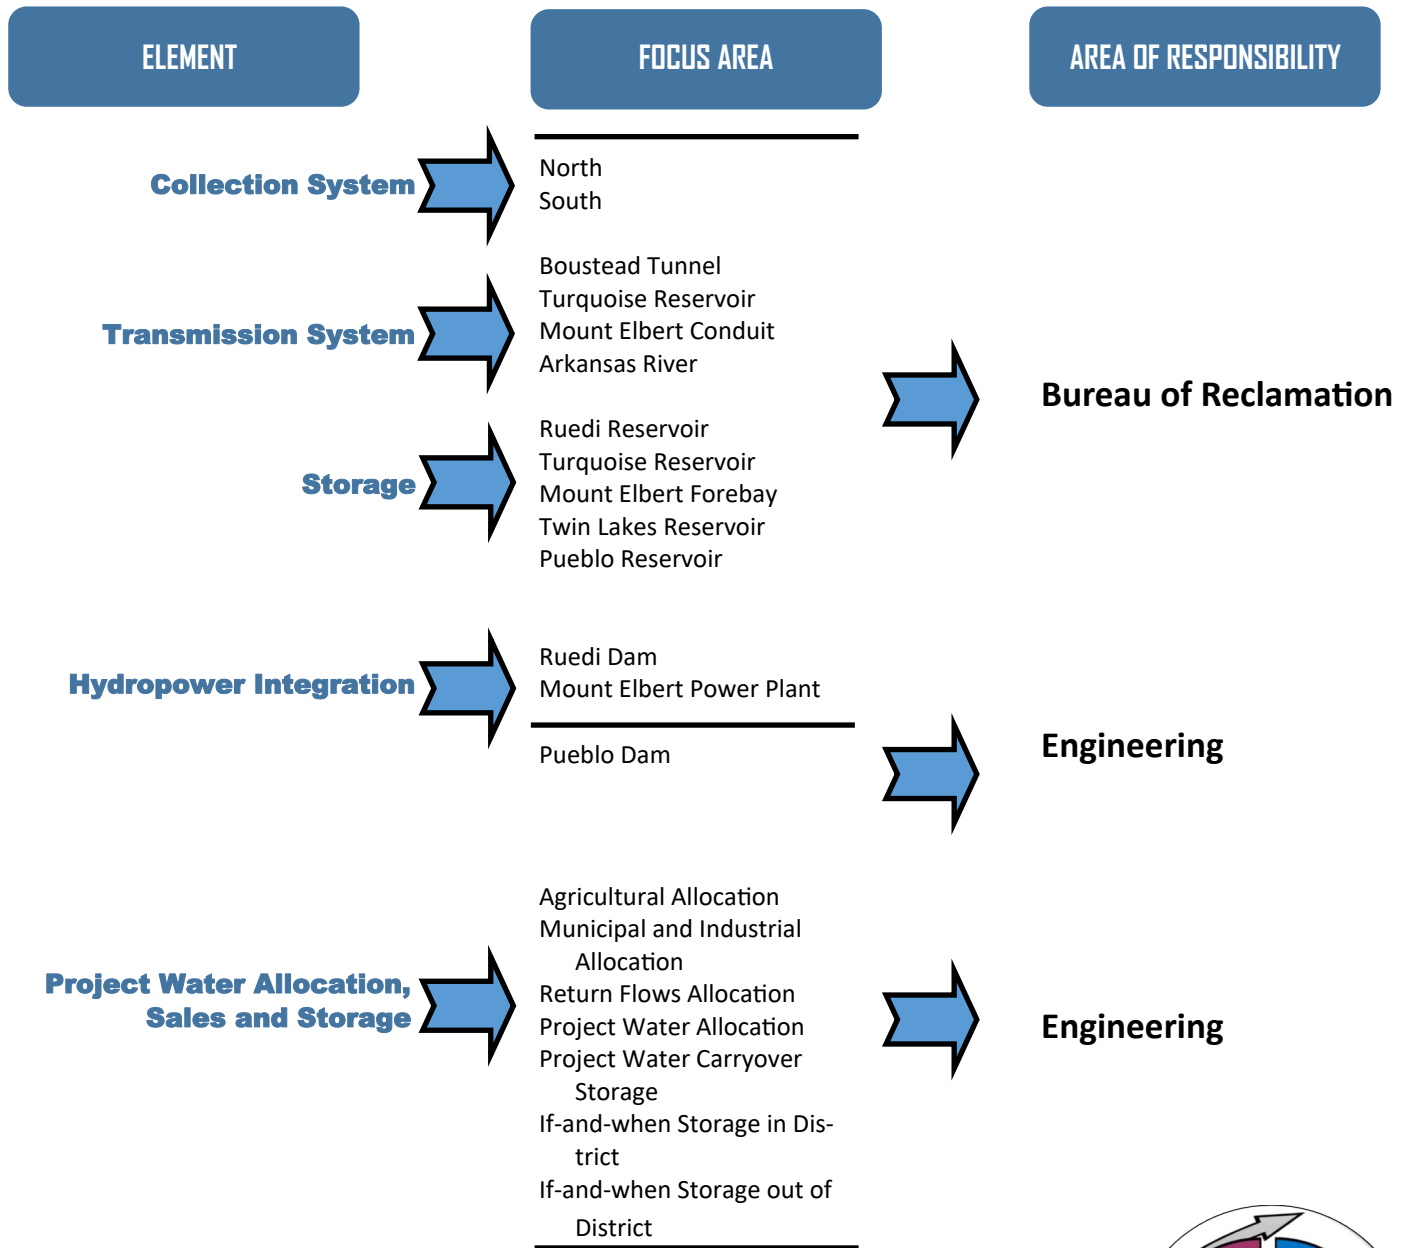 ELEMENT
FOCUS AREA
AREA OF RESPONSIBILITY
Collection System
North
South
Transmission System
Boustead Tunnel
Turquoise Reservoir
Mount Elbert Conduit
Arkansas River
Storage
Ruedi Reservoir
Turquoise Reservoir
Mount Elbert Forebay
Twin Lakes Reservoir
Pueblo Reservoir
Bureau of Reclamation
Hydropower Integration
Ruedi Dam
Mount Elbert Power Plant
Pueblo Dam
Engineering
Project Water Allocation,
Sales and Storage
Agricultural Allocation
Municipal and Industrial
Allocation
Return Flows Allocation
Project Water Allocation
Project Water Carryover
Storage
If-and-when Storage in Dis-
trict
If-and-when Storage out of
District
Engineering